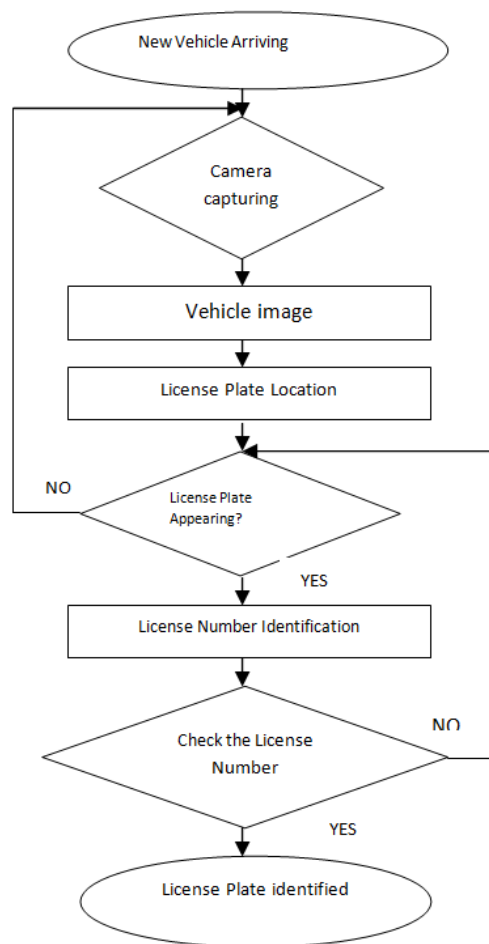 New Vehicle Arriving
Camera
capturing
Vehicle image
License Plate Location
NO
License Plate
Appearing?
YES
License Number Identification
Check the License
Number
NO
YES
License Plate identified